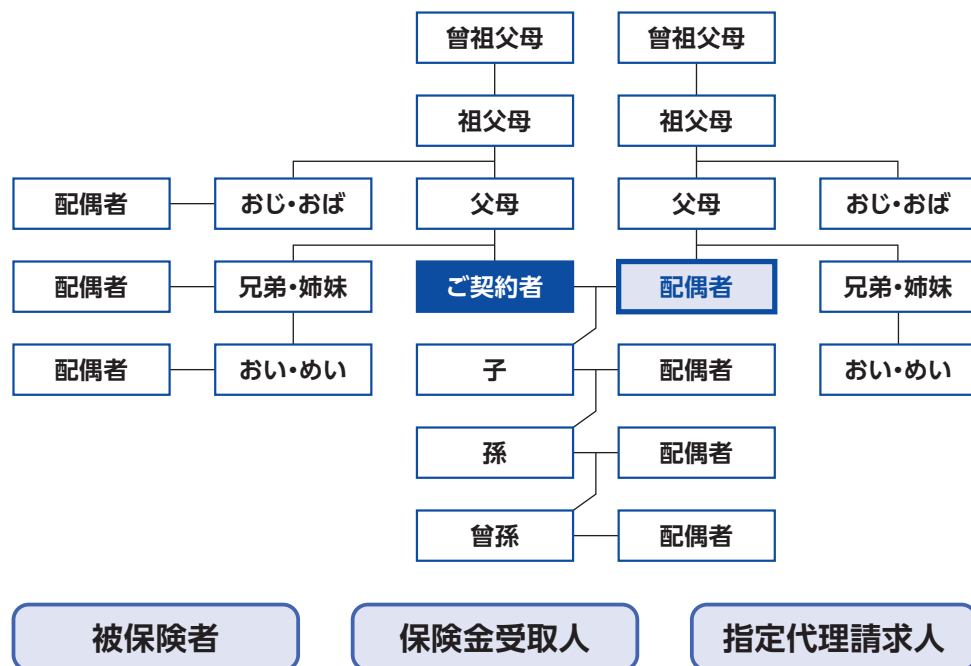 曾祖父母 曾祖父母
祖父母 祖父母
配偶者 おじ・おば 父母 父母 おじ・おば
配偶者 兄弟・姉妹 ご契約者 配偶者 兄弟・姉妹
配偶者 おい・めい 子 配偶者 おい・めい
孫 配偶者
曾孫 配偶者
被保険者 保険金受取人 指定代理請求人